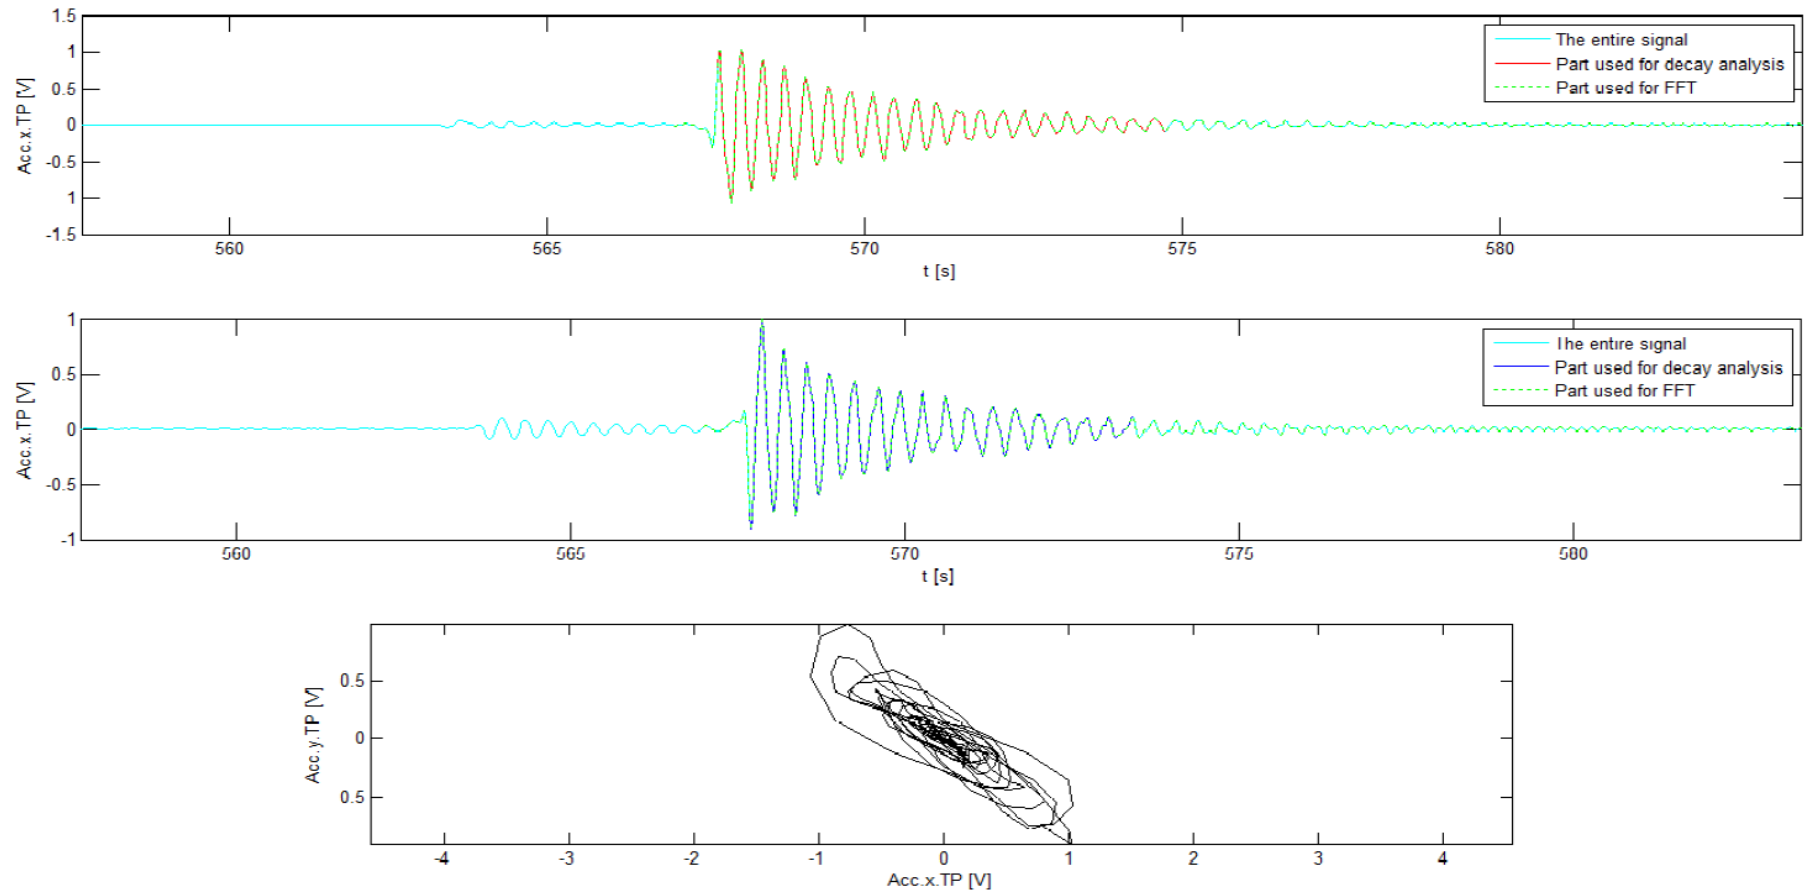 1.5
1
0.5
0
-0.5
1
-1.5
Acc.x.TP [V]
The entire signal
Part used for decay analysis
Part used for FFT
560 565 570 575 580
t [s]
1
0.5
0
-0.5
-1
Acc.x.TP [V]
The entire signal
Part used for decay analysis
Part used for FFT
560 565 570 575 580
t [s]
0.5
0
0.5
Acc.y.TP [V]
-4 -3 -2 -1 0 1 2 3 4
Acc.x.TP [V]